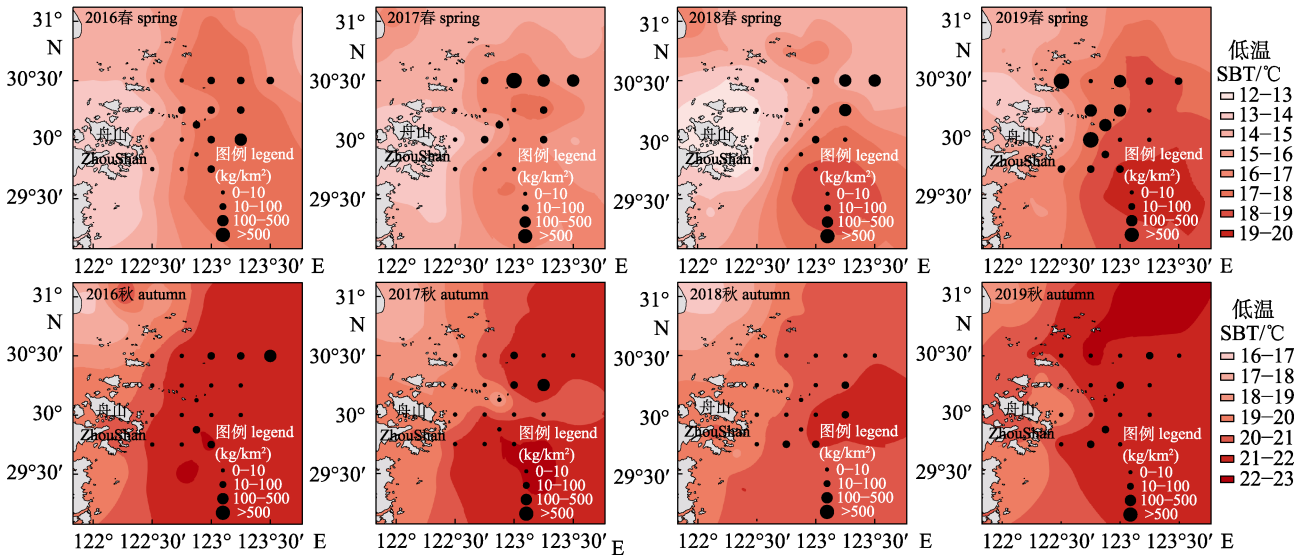 2016春 spring
31°
N
30°30′
30°
29°30′
舟山
ZhouShan
图例 legend
(kg/km²)
0−10
10−100
100−500
>500
122° 122°30′ 123° 123°30′ E
2017春 spring
31°
N
30°30′
30°
29°30′
舟山
ZhouShan
图例 legend
(kg/km²)
0−10
10−100
100−500
>500
122° 122°30′ 123° 123°30′ E
2018春 spring
31°
N
30°30′
30°
29°30′
舟山
ZhouShan
图例 legend
(kg/km²)
0−10
10−100
100−500
>500
122° 122°30′ 123° 123°30′ E
2019春 spring
31°
N
30°30′
30°
29°30′
舟山
ZhouShan
图例 legend
(kg/km²)
0−10
10−100
100−500
>500
122° 122°30′ 123° 123°30′ E
低温
SBT/℃
12−13
13−14
14−15
15−16
16−17
17−18
18−19
19−20
2016秋 autumn
31°
N
30°30′
30°
29°30′
舟山
ZhouShan
图例 legend
(kg/km²)
0−10
10−100
100−500
>500
122° 122°30′ 123° 123°30′ E
2017秋 autumn
31°
N
30°30′
30°
29°30′
舟山
ZhouShan
图例 legend
(kg/km²)
0−10
10−100
100−500
>500
122° 122°30′ 123° 123°30′ E
2018秋 autumn
31°
N
30°30′
30°
29°30′
舟山
ZhouShan
图例 legend
(kg/km²)
0−10
10−100
100−500
>500
122° 122°30′ 123° 123°30′ E
2019秋 autumn
31°
N
30°30′
30°
29°30′
舟山
ZhouShan
图例 legend
(kg/km²)
0−10
10−100
100−500
>500
122° 122°30′ 123° 123°30′ E
低温
SBT/℃
16−17
17−18
18−19
19−20
20−21
21−22
22−23